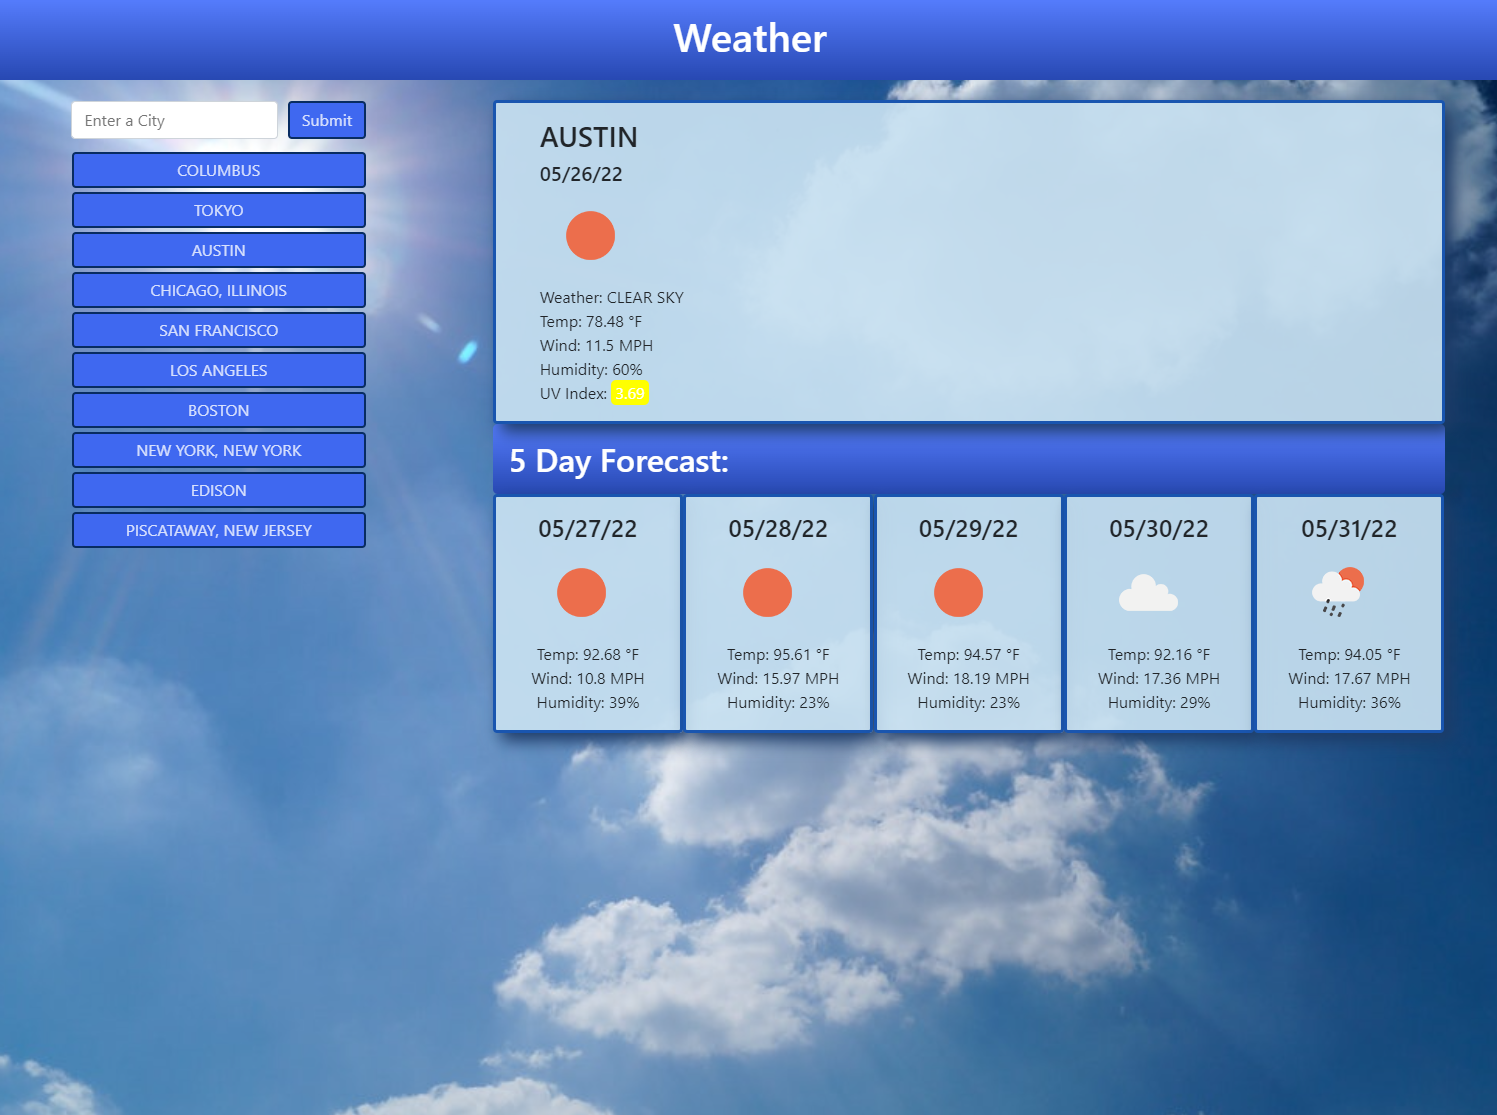 Weather
Enter a City
Submit
COLUMBUS
TOKYO
AUSTIN
CHICAGO, ILLINOIS
SAN FRANCISCO
LOS ANGELES
BOSTON
NEW YORK, NEW YORK
EDISON
PISCATAWAY, NEW JERSEY
AUSTIN
05/26/22
Weather: CLEAR SKY
Temp: 78.48 °F
Wind: 11.5 MPH
Humidity: 60%
UV Index: 3.69
5 Day Forecast:
05/27/22
Temp: 92.68 °F
Wind: 10.8 MPH
Humidity: 39%
05/28/22
Temp: 95.61 °F
Wind: 15.97 MPH
Humidity: 23%
05/29/22
Temp: 94.57 °F
Wind: 18.19 MPH
Humidity: 23%
05/30/22
Temp: 92.16 °F
Wind: 17.36 MPH
Humidity: 29%
05/31/22
Temp: 94.05 °F
Wind: 17.67 MPH
Humidity: 36%